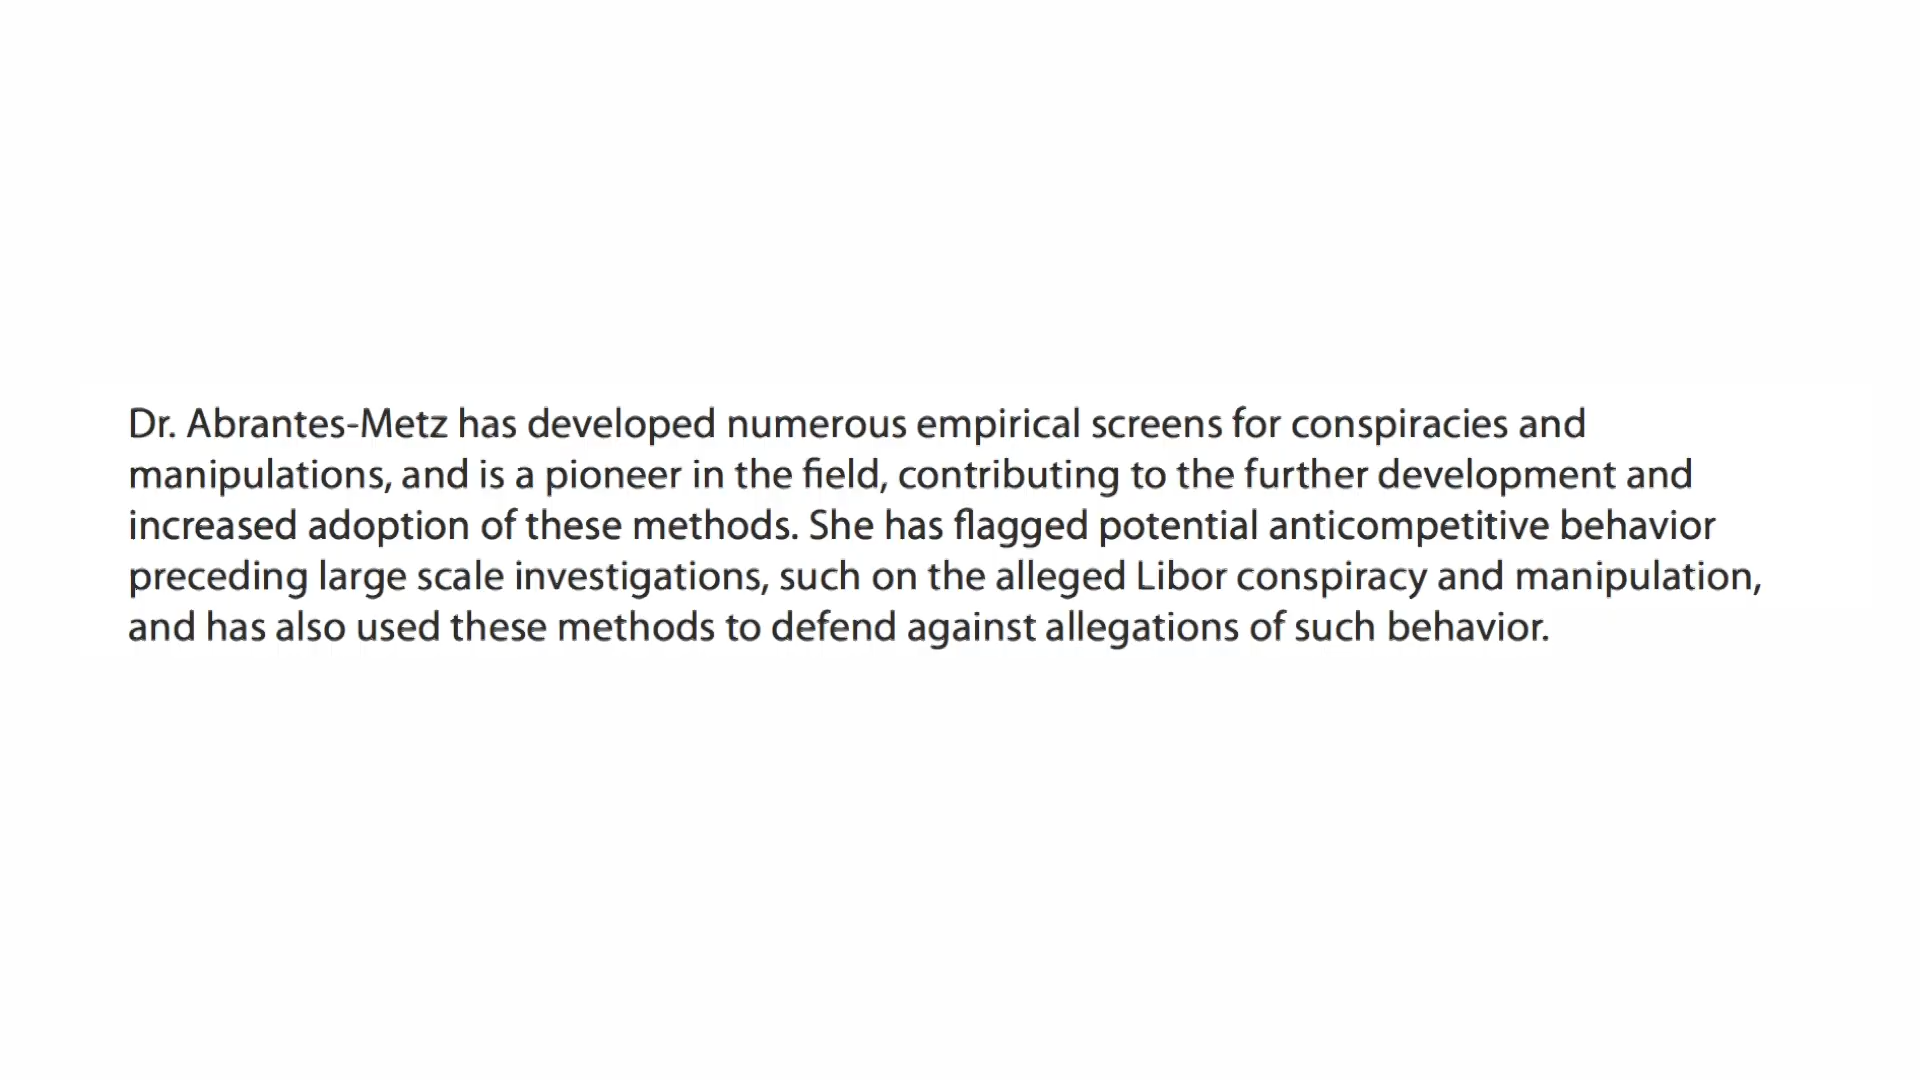 Dr. Abrantes-Metz has developed numerous empirical screens for conspiracies and
manipulations, and is a pioneer in the field, contributing to the further development and
increased adoption of these methods. She has flagged potential anticompetitive behavior
preceding large scale investigations, such on the alleged Libor conspiracy and manipulation,
and has also used these methods to defend against allegations of such behavior.